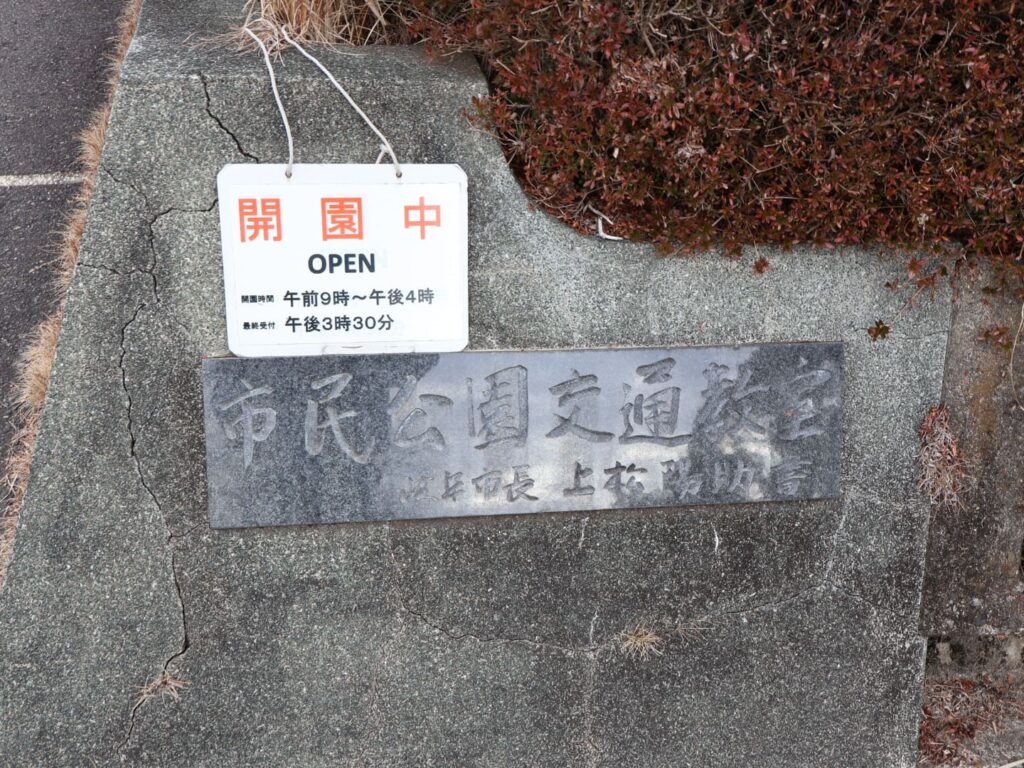 開園中
OPEN
開園時間 午前9時～午後4時
最終受付 午後3時30分
市民公園交通教室
岐阜市長 上松陽助書